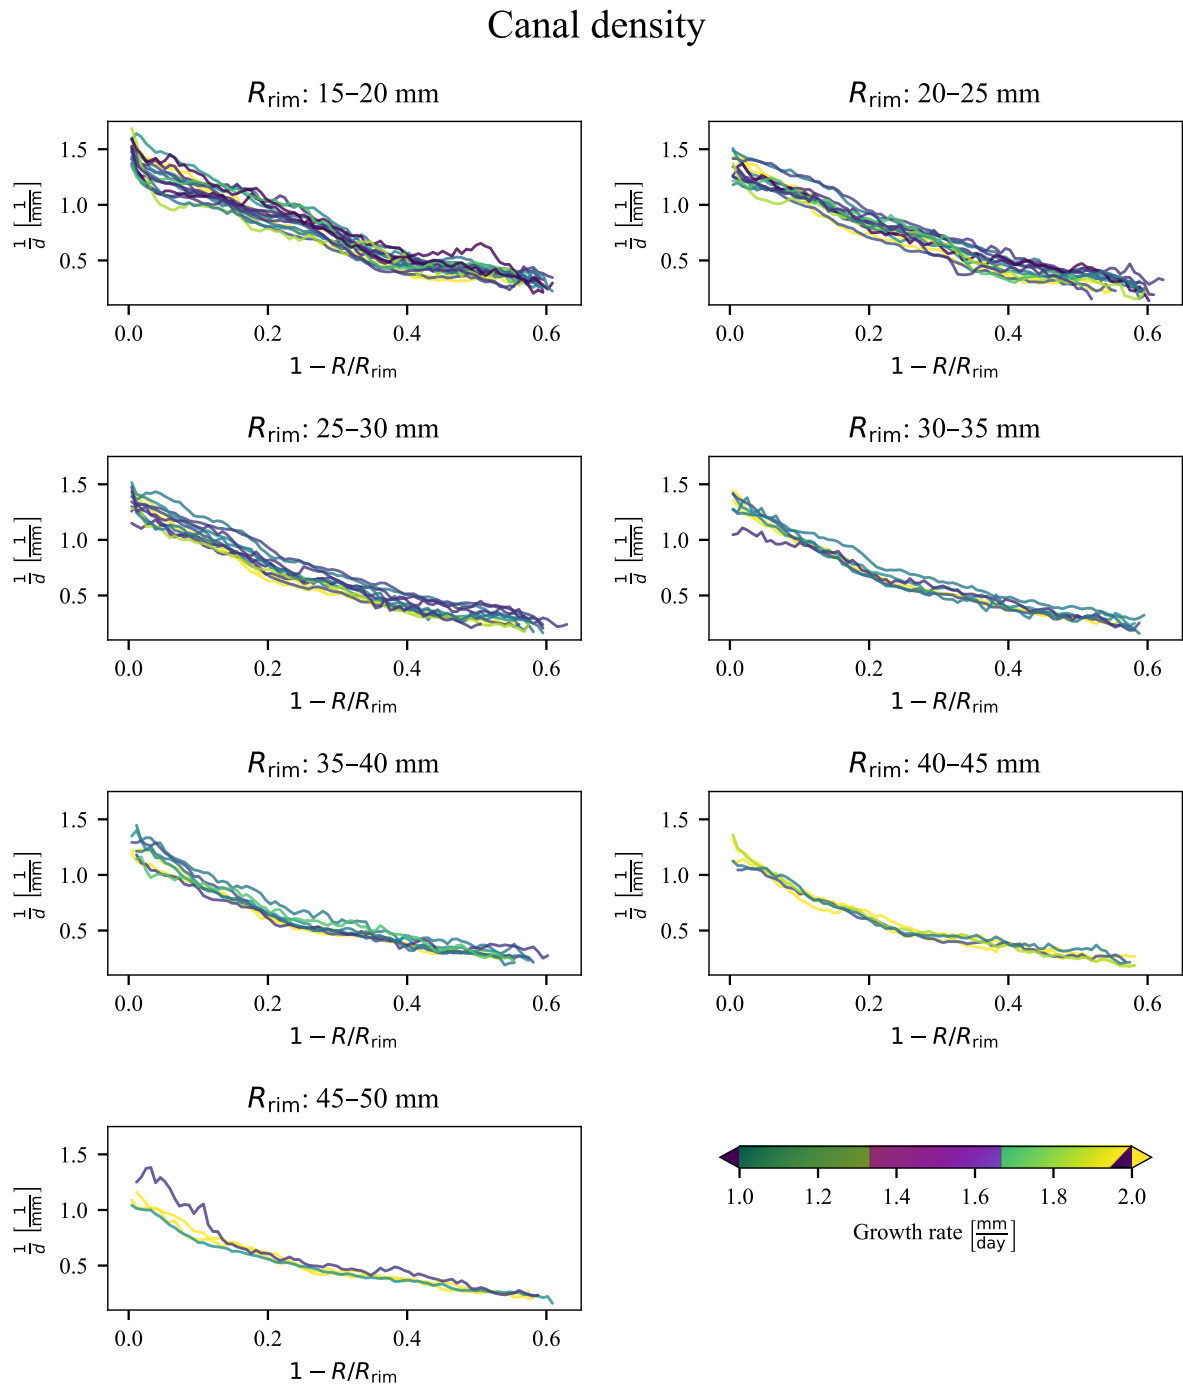 Canal density
R_rim: 15–20 mm
R_rim: 20–25 mm
1/d [1/mm]
1.5
1.0
0.5
0.0 0.2 0.4 0.6
1 − R/R_rim
1/d [1/mm]
1.5
1.0
0.5
0.0 0.2 0.4 0.6
1 − R/R_rim
R_rim: 25–30 mm
R_rim: 30–35 mm
1/d [1/mm]
1.5
1.0
0.5
0.0 0.2 0.4 0.6
1 − R/R_rim
1/d [1/mm]
1.5
1.0
0.5
0.0 0.2 0.4 0.6
1 − R/R_rim
R_rim: 35–40 mm
R_rim: 40–45 mm
1/d [1/mm]
1.5
1.0
0.5
0.0 0.2 0.4 0.6
1 − R/R_rim
1/d [1/mm]
1.5
1.0
0.5
0.0 0.2 0.4 0.6
1 − R/R_rim
R_rim: 45–50 mm
1/d [1/mm]
1.5
1.0
0.5
0.0 0.2 0.4 0.6
1 − R/R_rim
1.0 1.2 1.4 1.6 1.8 2.0
Growth rate [mm/day]